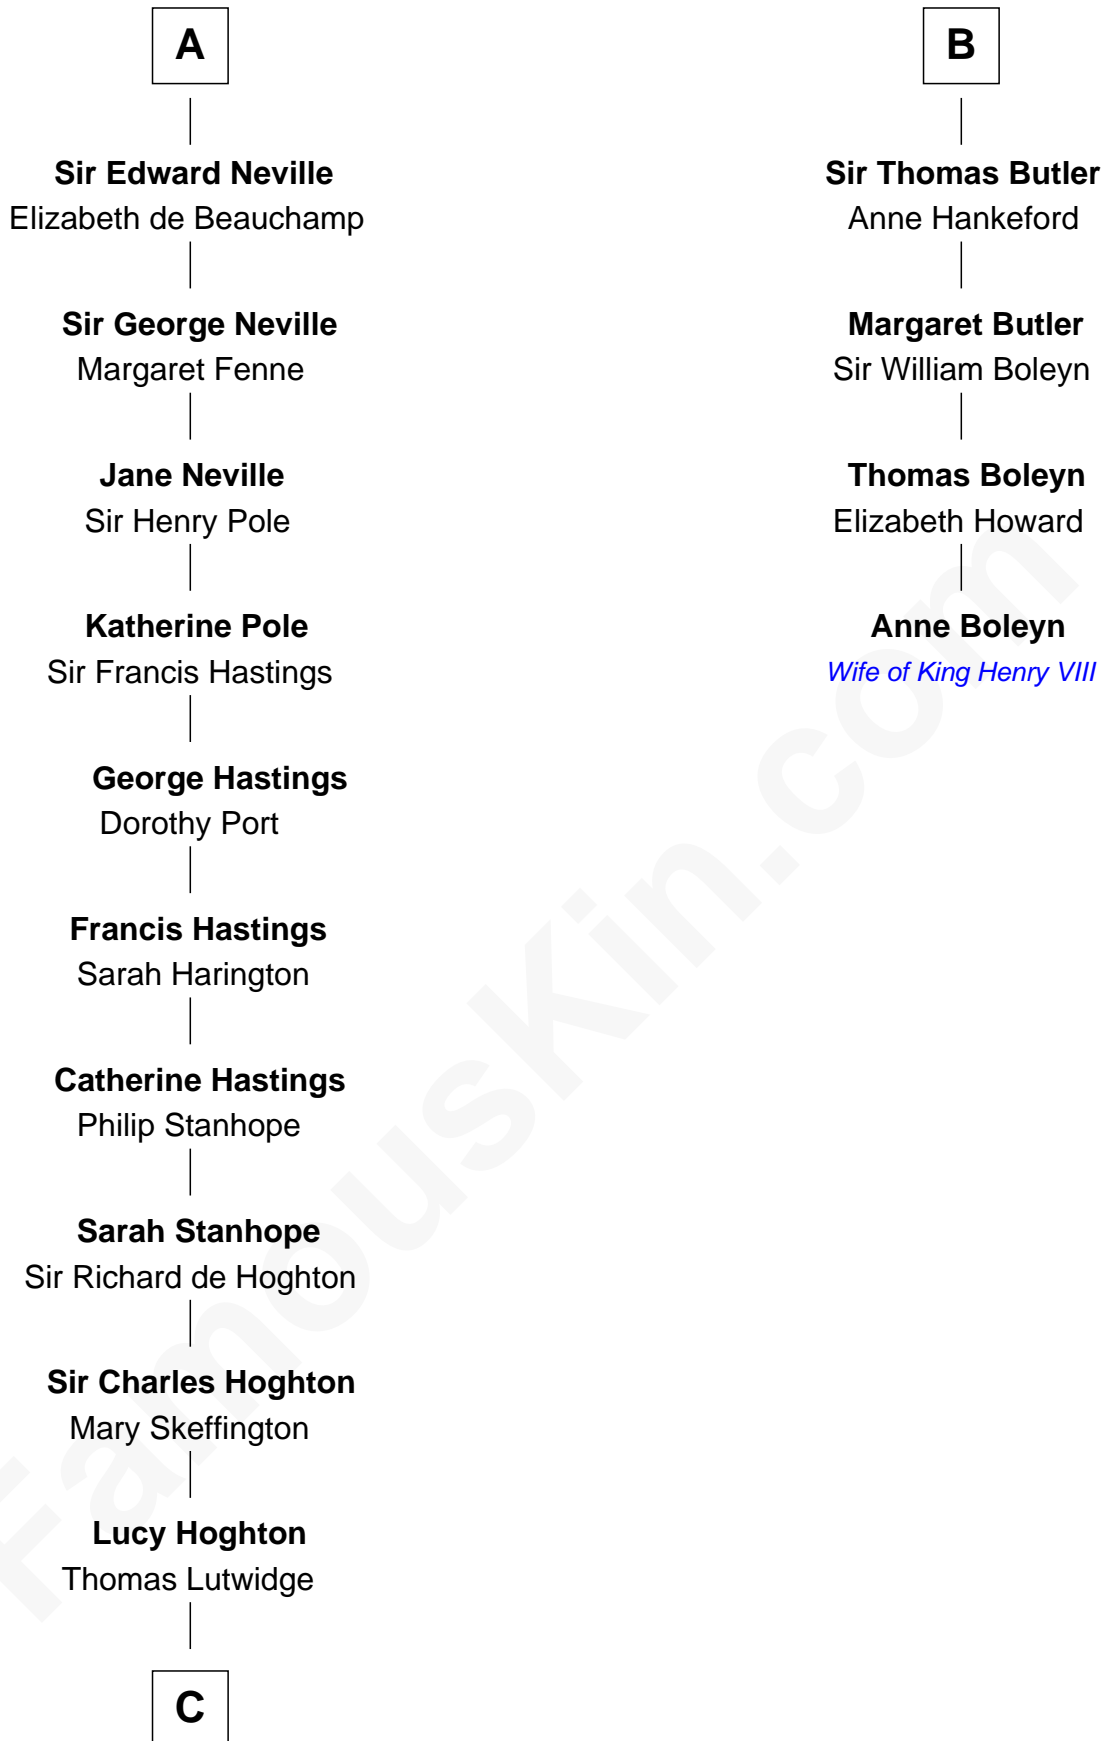 A
Sir Edward Neville
Elizabeth de Beauchamp
Sir George Neville
Margaret Fenne
Jane Neville
Sir Henry Pole
Katherine Pole
Sir Francis Hastings
George Hastings
Dorothy Port
Francis Hastings
Sarah Harington
Catherine Hastings
Philip Stanhope
Sarah Stanhope
Sir Richard de Hoghton
Sir Charles Hoghton
Mary Skeffington
Lucy Hoghton
Thomas Lutwidge
C
B
Sir Thomas Butler
Anne Hankeford
Margaret Butler
Sir William Boleyn
Thomas Boleyn
Elizabeth Howard
Anne Boleyn
Wife of King Henry VIII
FamousKin.com